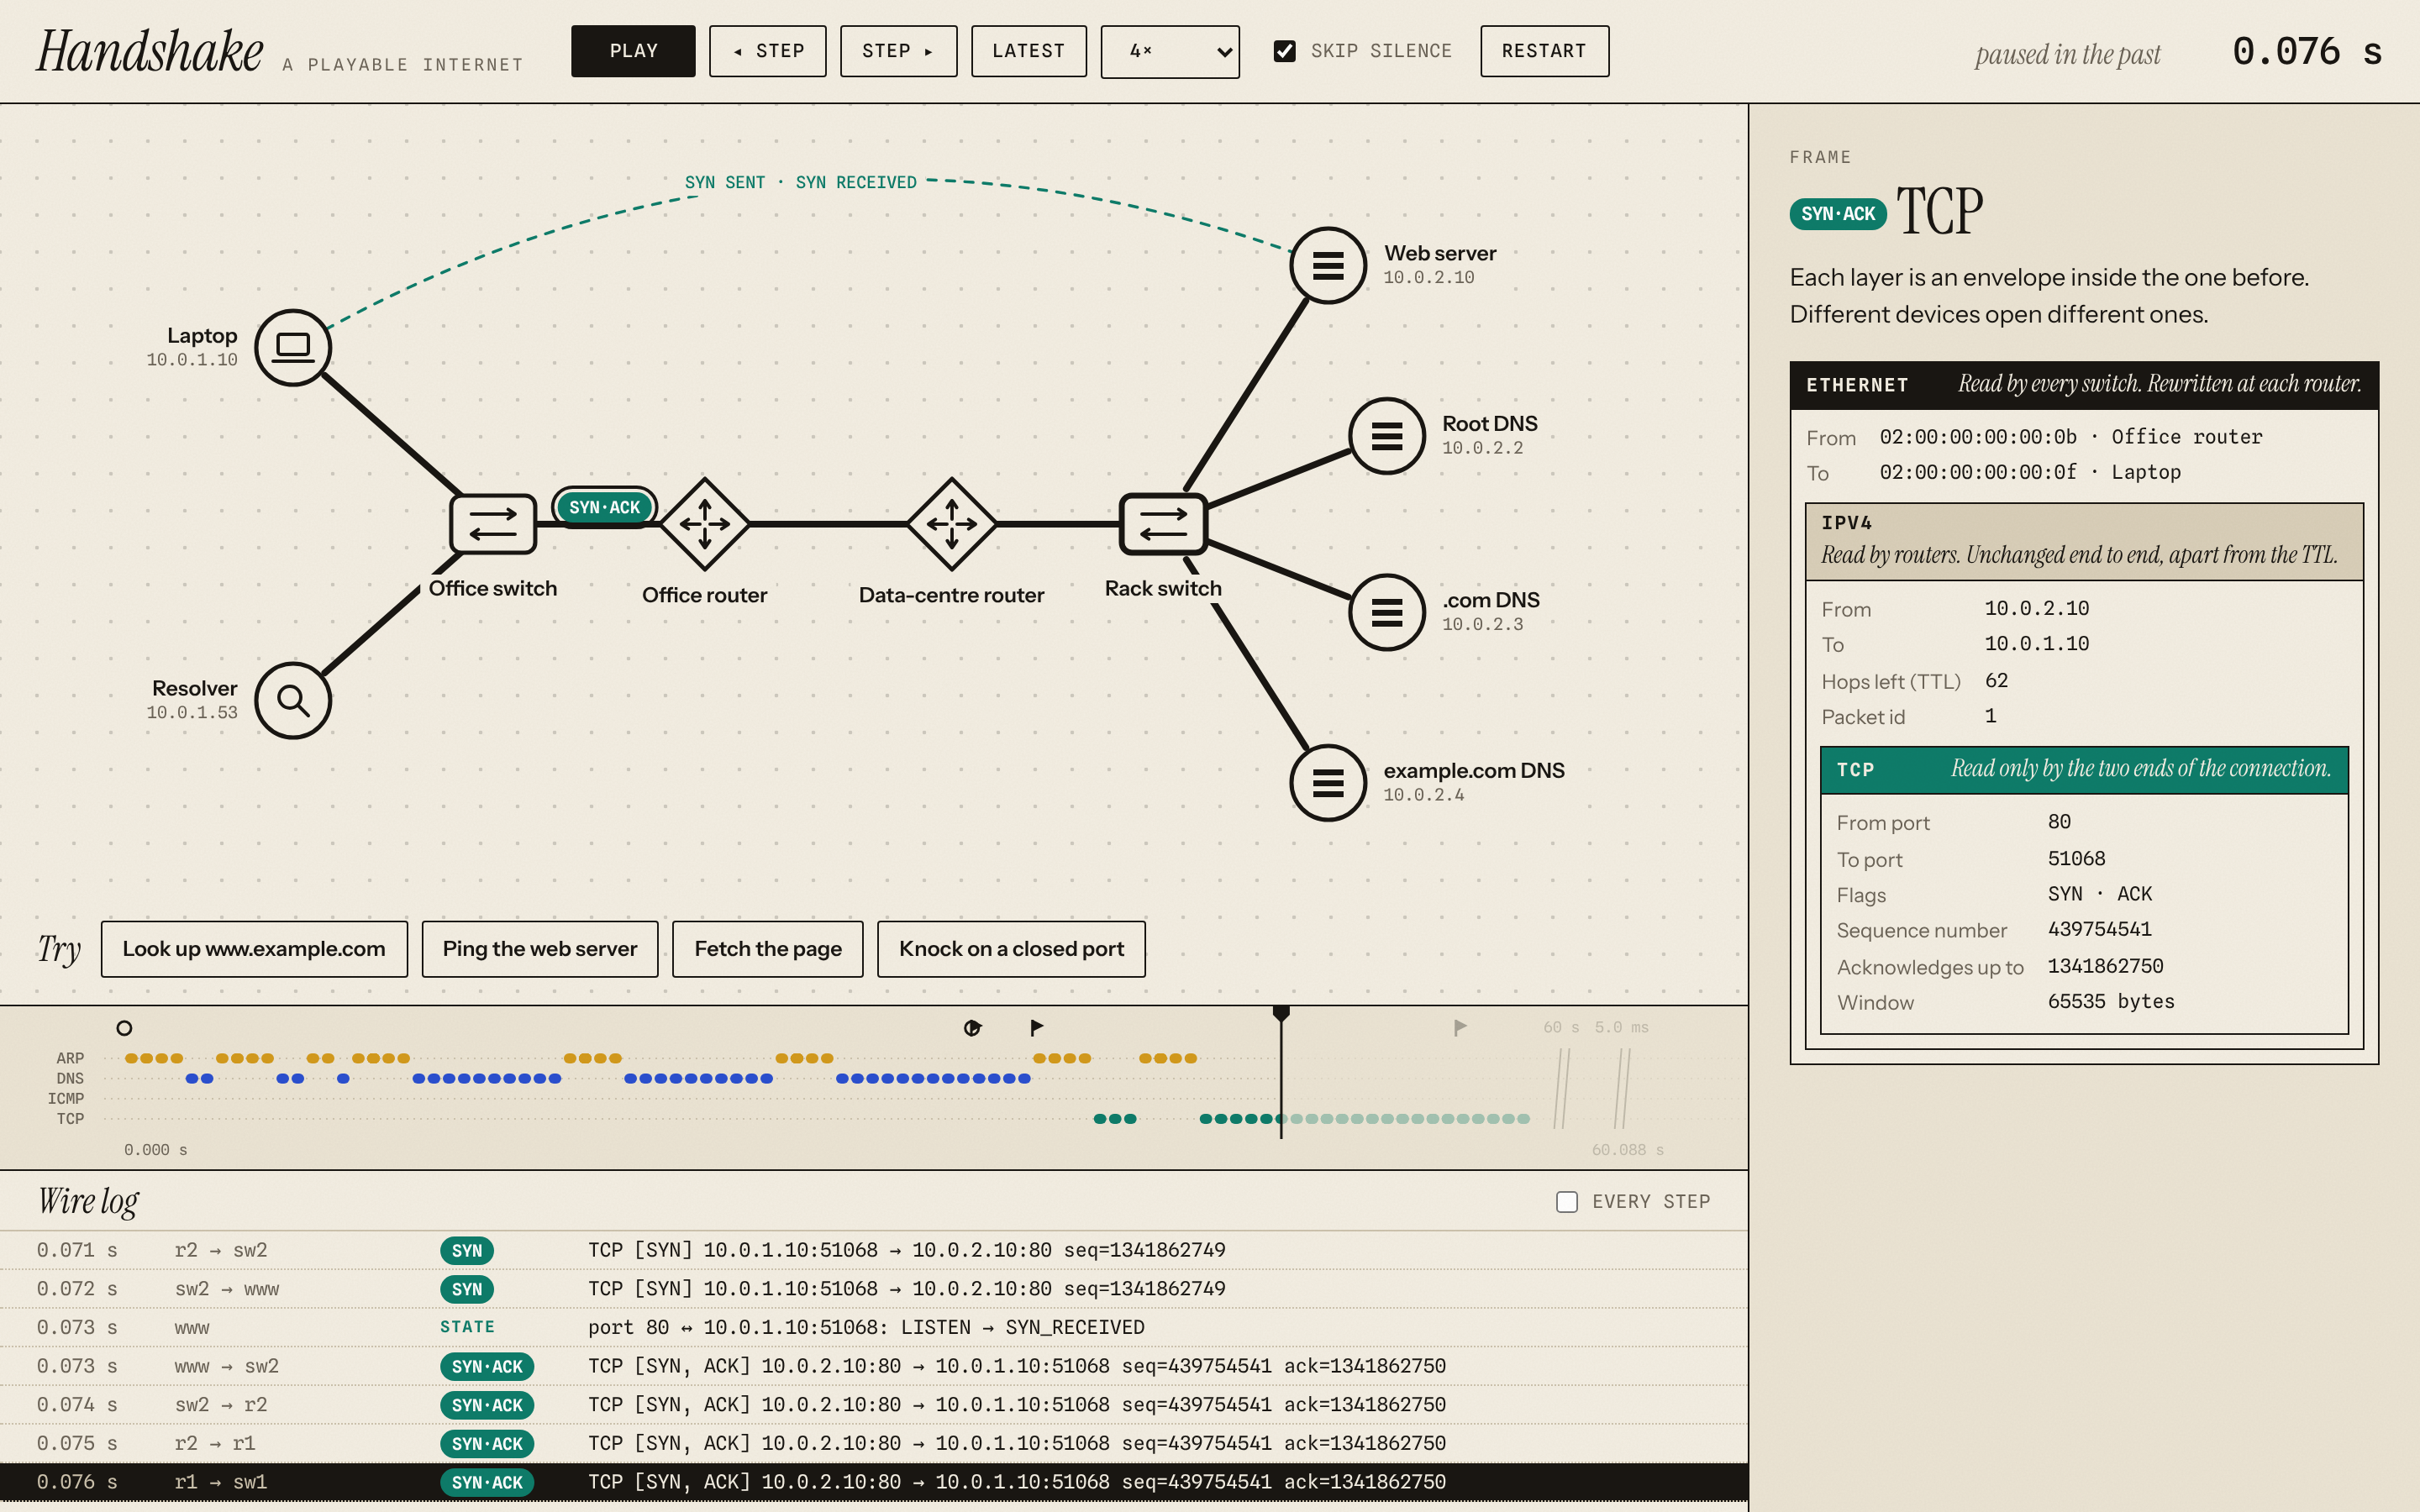 Handshake A PLAYABLE INTERNET PLAY ◂ STEP STEP ▸ LATEST 4× SKIP SILENCE RESTART paused in the past 0.076 s
SYN SENT · SYN RECEIVED
Web server
10.0.2.10
Laptop
10.0.1.10
Root DNS
10.0.2.2
SYN·ACK
Office switch Office router Data-centre router Rack switch
.com DNS
10.0.2.3
Resolver
10.0.1.53
example.com DNS
10.0.2.4
Try Look up www.example.com Ping the web server Fetch the page Knock on a closed port
60 s 5.0 ms
ARP
DNS
ICMP
TCP
0.000 s 60.088 s
Wire log EVERY STEP
0.071 s r2 → sw2 SYN TCP [SYN] 10.0.1.10:51068 → 10.0.2.10:80 seq=1341862749
0.072 s sw2 → www SYN TCP [SYN] 10.0.1.10:51068 → 10.0.2.10:80 seq=1341862749
0.073 s www STATE port 80 ↔ 10.0.1.10:51068: LISTEN → SYN_RECEIVED
0.073 s www → sw2 SYN·ACK TCP [SYN, ACK] 10.0.2.10:80 → 10.0.1.10:51068 seq=439754541 ack=1341862750
0.074 s sw2 → r2 SYN·ACK TCP [SYN, ACK] 10.0.2.10:80 → 10.0.1.10:51068 seq=439754541 ack=1341862750
0.075 s r2 → r1 SYN·ACK TCP [SYN, ACK] 10.0.2.10:80 → 10.0.1.10:51068 seq=439754541 ack=1341862750
0.076 s r1 → sw1 SYN·ACK TCP [SYN, ACK] 10.0.2.10:80 → 10.0.1.10:51068 seq=439754541 ack=1341862750
FRAME
SYN·ACK TCP
Each layer is an envelope inside the one before.
Different devices open different ones.
ETHERNET Read by every switch. Rewritten at each router.
From 02:00:00:00:00:0b · Office router
To 02:00:00:00:00:0f · Laptop
IPV4
Read by routers. Unchanged end to end, apart from the TTL.
From 10.0.2.10
To 10.0.1.10
Hops left (TTL) 62
Packet id 1
TCP Read only by the two ends of the connection.
From port 80
To port 51068
Flags SYN · ACK
Sequence number 439754541
Acknowledges up to 1341862750
Window 65535 bytes